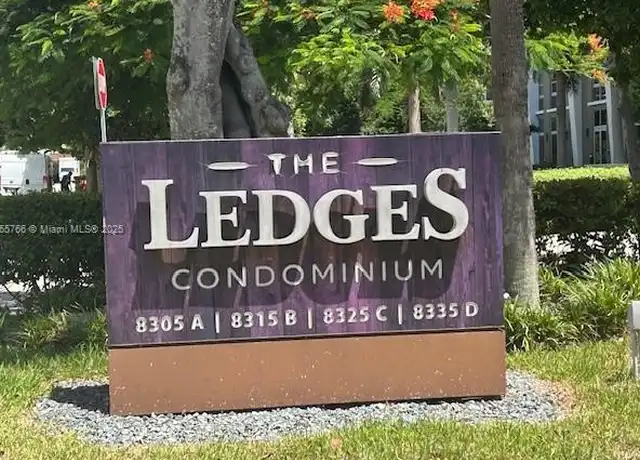 THE
LEDGES
CONDOMINIUM
8305 A | 8315 B | 8325 C | 8335 D
55766 © Miami MLS® 2025